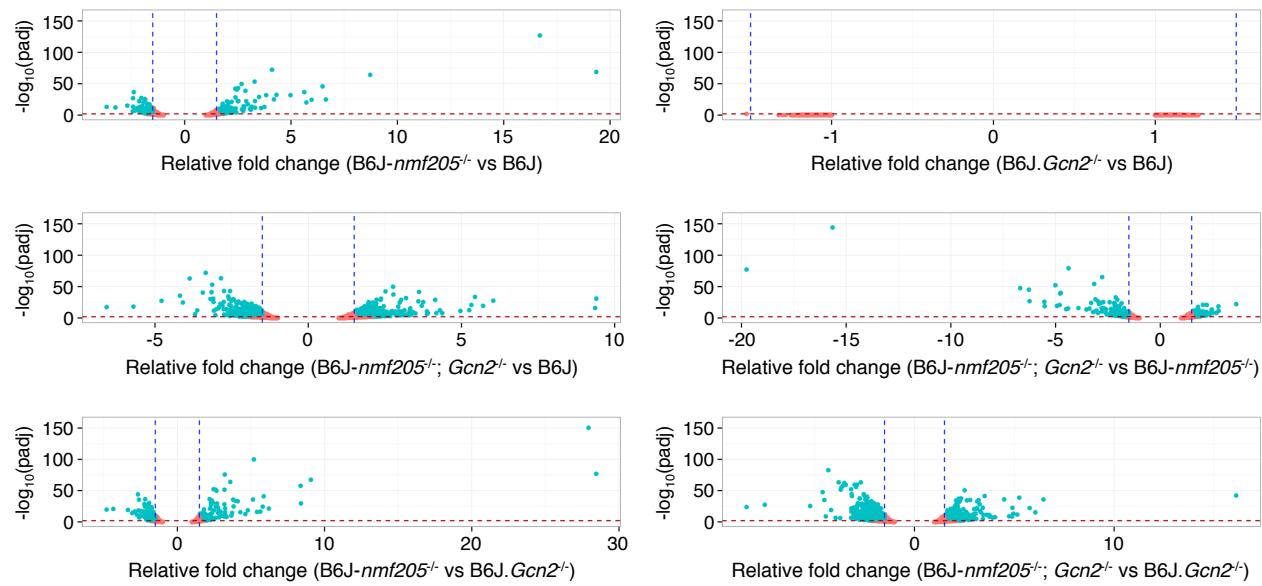 150
100
50
0
-log10(padj)
0 5 10 15 20
Relative fold change (B6J-nmf205-/- vs B6J)
150
100
50
0
-log10(padj)
-1 0 1
Relative fold change (B6J.Gcn2-/- vs B6J)
150
100
50
0
-log10(padj)
-5 0 5 10
Relative fold change (B6J-nmf205-/-; Gcn2-/- vs B6J)
150
100
50
0
-log10(padj)
-20 -15 -10 -5 0
Relative fold change (B6J-nmf205-/-; Gcn2-/- vs B6J-nmf205-/-)
150
100
50
0
-log10(padj)
0 10 20 30
Relative fold change (B6J-nmf205-/- vs B6J.Gcn2-/-)
150
100
50
0
-log10(padj)
0 10
Relative fold change (B6J-nmf205-/-; Gcn2-/- vs B6J.Gcn2-/-)